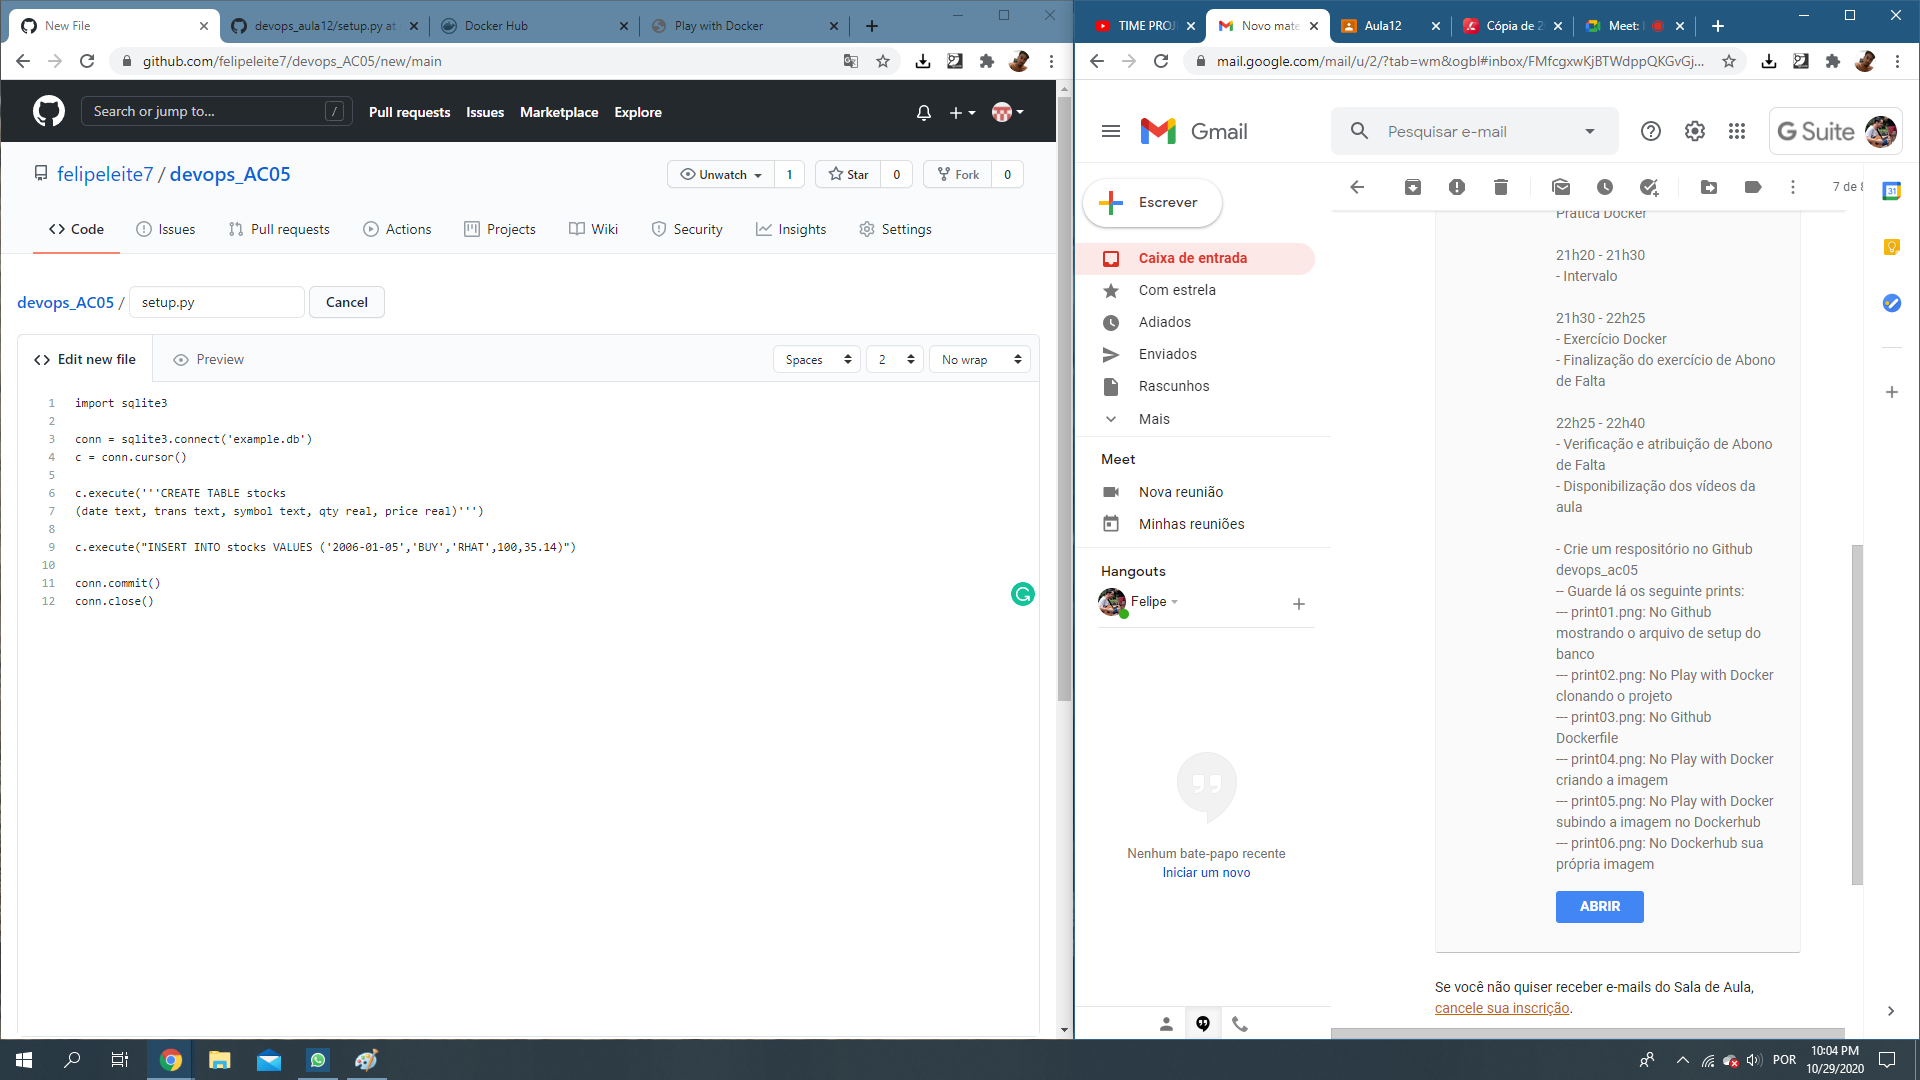 New File
devops_aula12/setup.py at
Docker Hub
Play with Docker
github.com/felipeleite7/devops_AC05/new/main
Search or jump to...
/
Pull requests
Issues
Marketplace
Explore
felipeleite7 / devops_AC05
Unwatch
1
Star
0
Fork
0
Code
Issues
Pull requests
Actions
Projects
Wiki
Security
Insights
Settings
devops_AC05 / setup.py
Cancel
Edit new file
Preview
Spaces
2
No wrap
1 import sqlite3
2
3 conn = sqlite3.connect('example.db')
4 c = conn.cursor()
5
6 c.execute('''CREATE TABLE stocks
7 (date text, trans text, symbol text, qty real, price real)''')
8
9 c.execute("INSERT INTO stocks VALUES ('2006-01-05','BUY','RHAT',100,35.14)")
10
11 conn.commit()
12 conn.close()
TIME PROJ
Novo mate
Aula12
Cópia de 2
Meet:
mail.google.com/mail/u/2/?tab=wm&ogbl#inbox/FMfcgxwKjBTWdppQKGvGj...
Gmail
Pesquisar e-mail
G Suite
Escrever
7 de 8
Caixa de entrada
Com estrela
Adiados
Enviados
Rascunhos
Mais
Meet
Nova reunião
Minhas reuniões
Hangouts
Felipe
Nenhum bate-papo recente
Iniciar um novo
31
Prática Docker
21h20 - 21h30
- Intervalo
21h30 - 22h25
- Exercício Docker
- Finalização do exercício de Abono
de Falta
22h25 - 22h40
- Verificação e atribuição de Abono
de Falta
- Disponibilização dos vídeos da
aula
- Crie um respositório no Github
devops_ac05
-- Guarde lá os seguinte prints:
--- print01.png: No Github
mostrando o arquivo de setup do
banco
--- print02.png: No Play with Docker
clonando o projeto
--- print03.png: No Github
Dockerfile
--- print04.png: No Play with Docker
criando a imagem
--- print05.png: No Play with Docker
subindo a imagem no Dockerhub
--- print06.png: No Dockerhub sua
própria imagem
ABRIR
Se você não quiser receber e-mails do Sala de Aula,
cancele sua inscrição.
POR
10:04 PM
10/29/2020